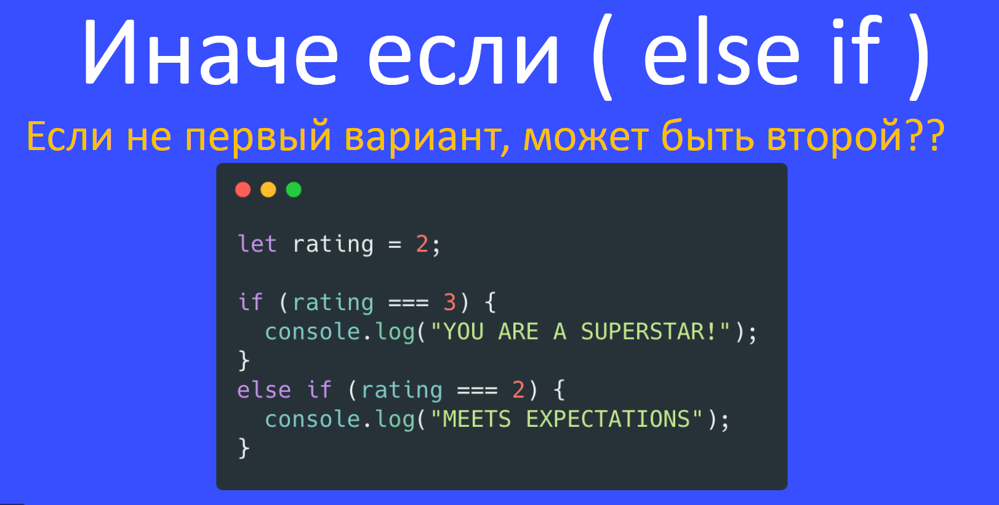 Иначе если ( else if )
Если не первый вариант, может быть второй??
let rating = 2;
if (rating === 3) {
console.log("YOU ARE A SUPERSTAR!");
}
else if (rating === 2) {
console.log("MEETS EXPECTATIONS");
}